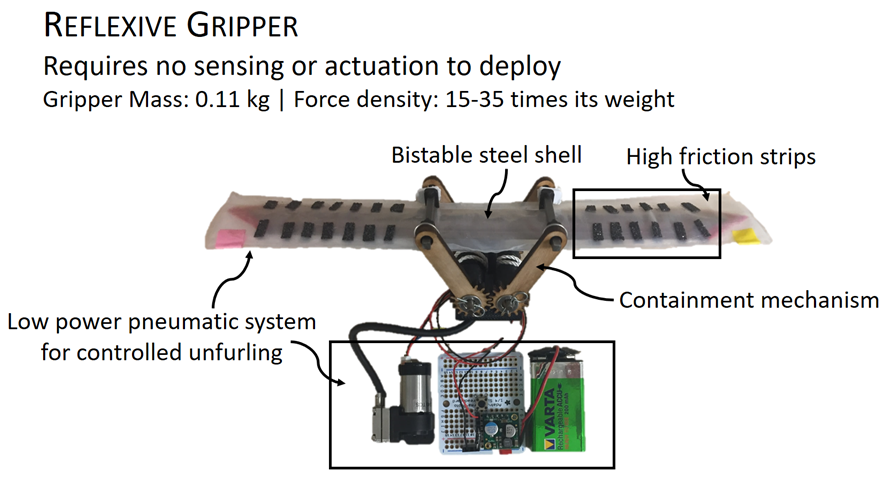 REFLEXIVE GRIPPER
Requires no sensing or actuation to deploy
Gripper Mass: 0.11 kg | Force density: 15-35 times its weight
Bistable steel shell
High friction strips
Containment mechanism
Low power pneumatic system
for controlled unfurling
VARTA